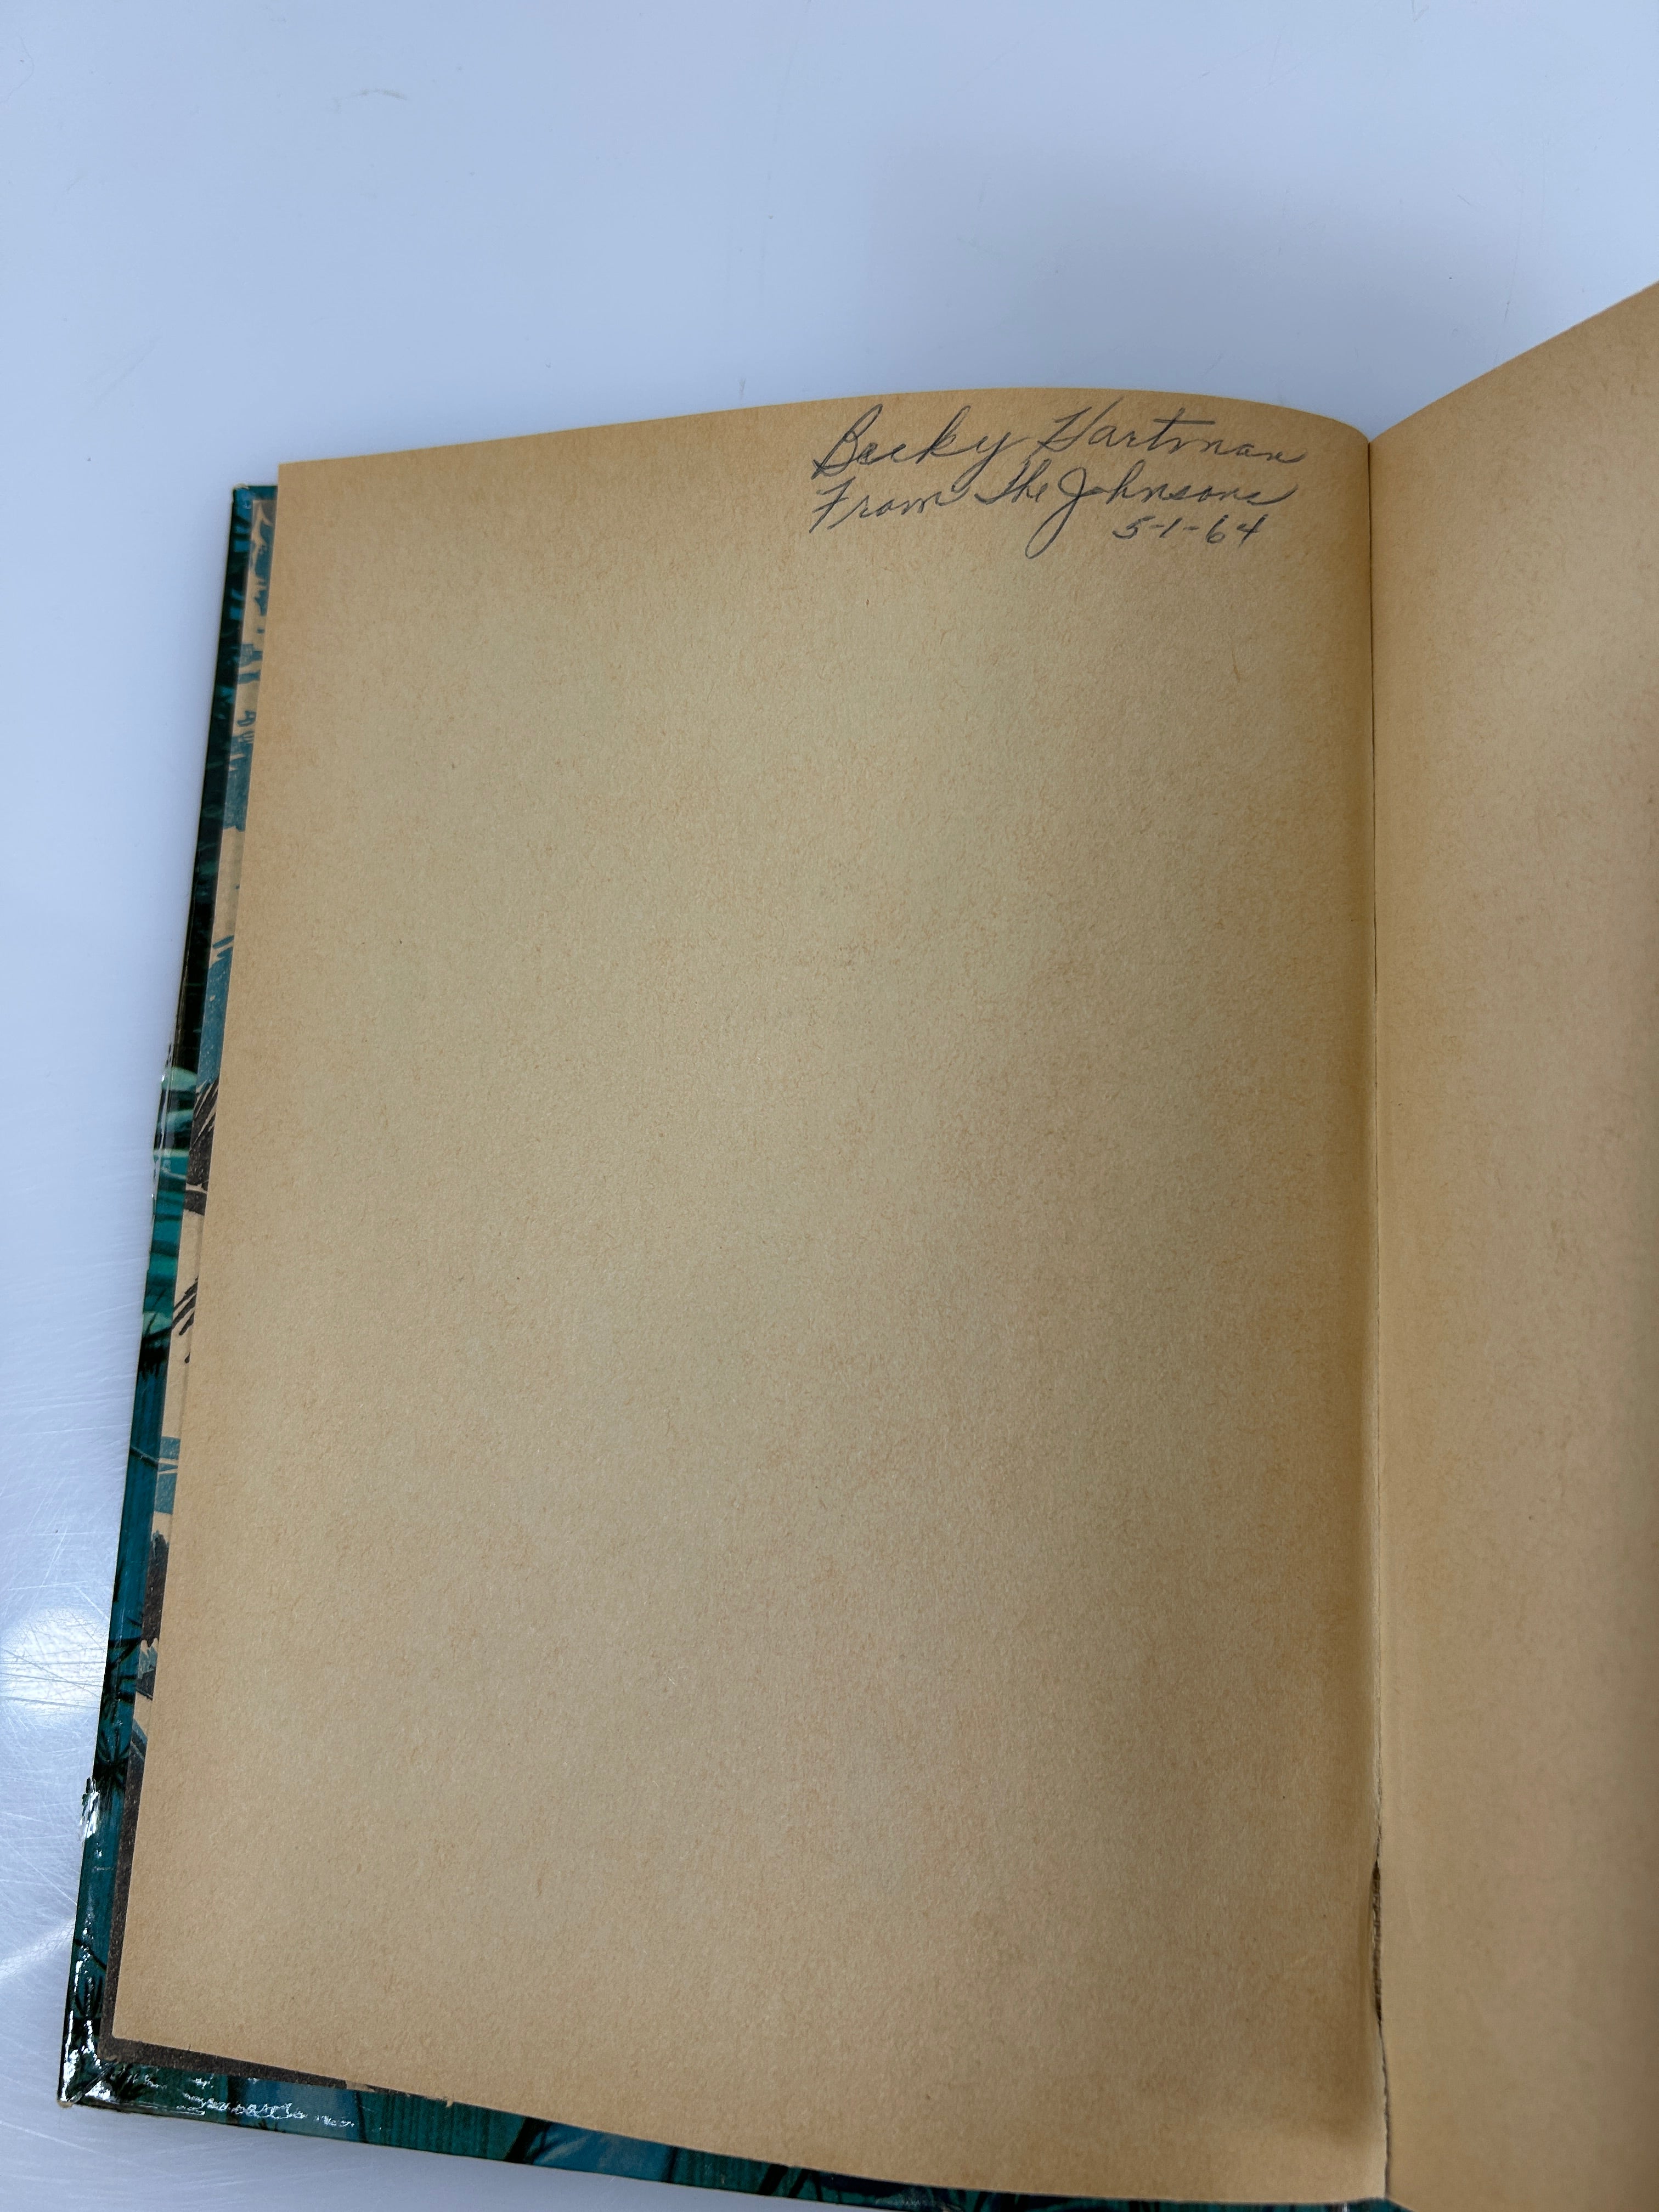 Becky Hartman
From The Johnsons
5-1-64